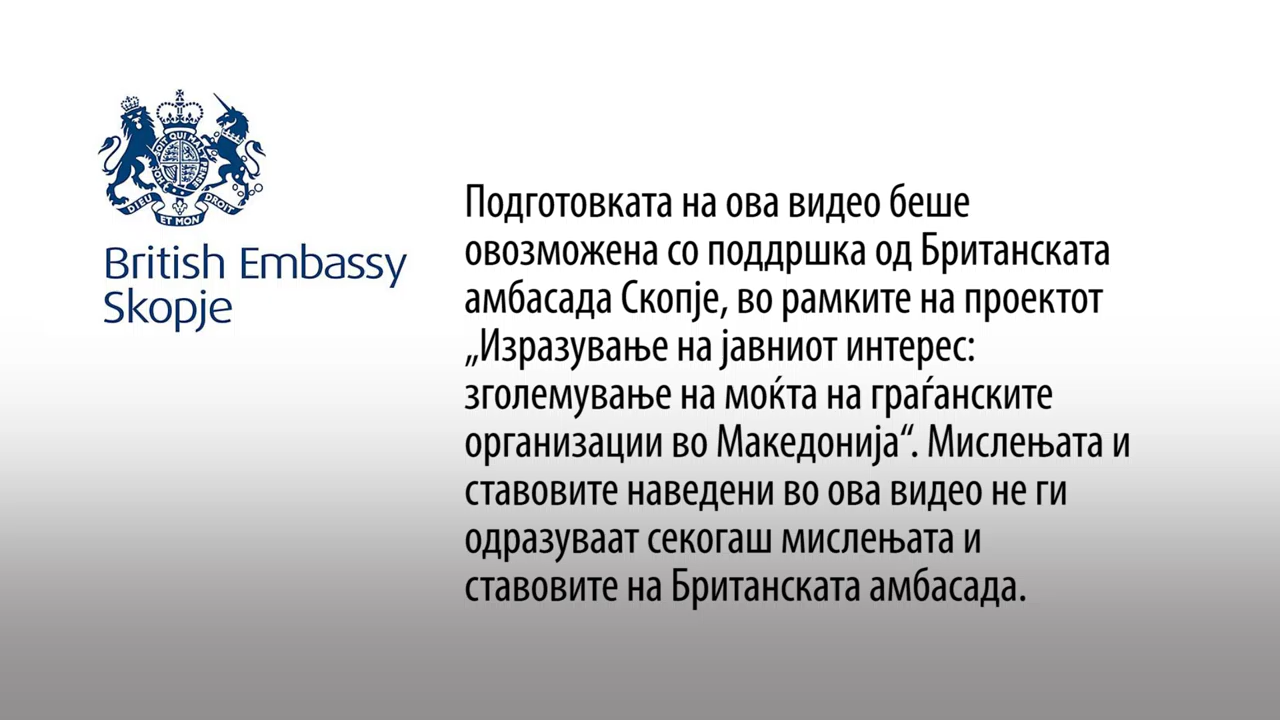 DIEU ET MON DROIT
British Embassy
Skopje
Подготовката на ова видео беше
овозможена со поддршка од Британската
амбасада Скопје, во рамките на проектот
„Изразување на јавниот интерес:
зголемување на моќта на граѓанските
организации во Македонија“. Мислењата и
ставовите наведени во ова видео не ги
одразуваат секогаш мислењата и
ставовите на Британската амбасада.